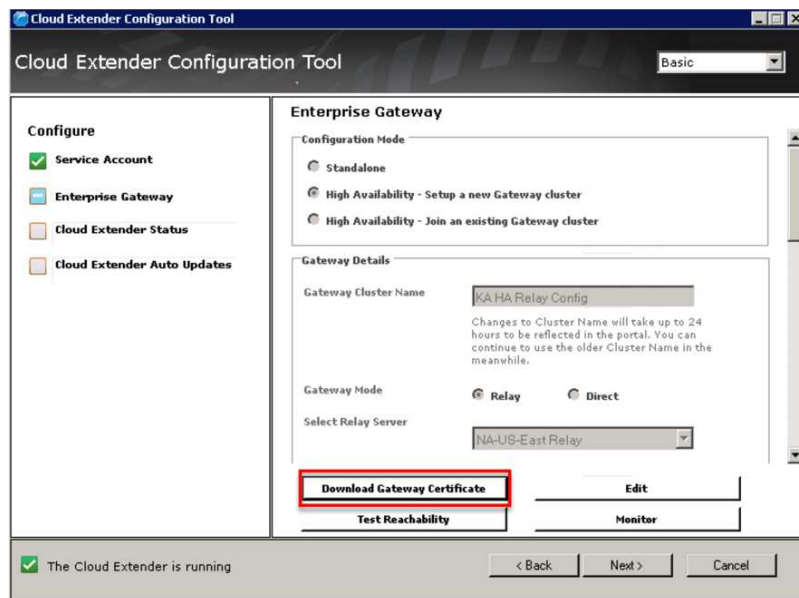 Cloud Extender Configuration Tool
Cloud Extender Configuration Tool
Basic
Configure
Service Account
Enterprise Gateway
Cloud Extender Status
Cloud Extender Auto Updates
Enterprise Gateway
Configuration Mode
Standalone
High Availability - Setup a new Gateway cluster
High Availability - Join an existing Gateway cluster
Gateway Details
Gateway Cluster Name
KA HA Relay Config
Changes to Cluster Name will take up to 24
hours to be reflected in the portal. You can
continue to use the older Cluster Name in the
meanwhile.
Gateway Mode
Relay
Direct
Select Relay Server
NA-US-East Relay
Download Gateway Certificate
Edit
Test Reachability
Monitor
The Cloud Extender is running
< Back
Next >
Cancel